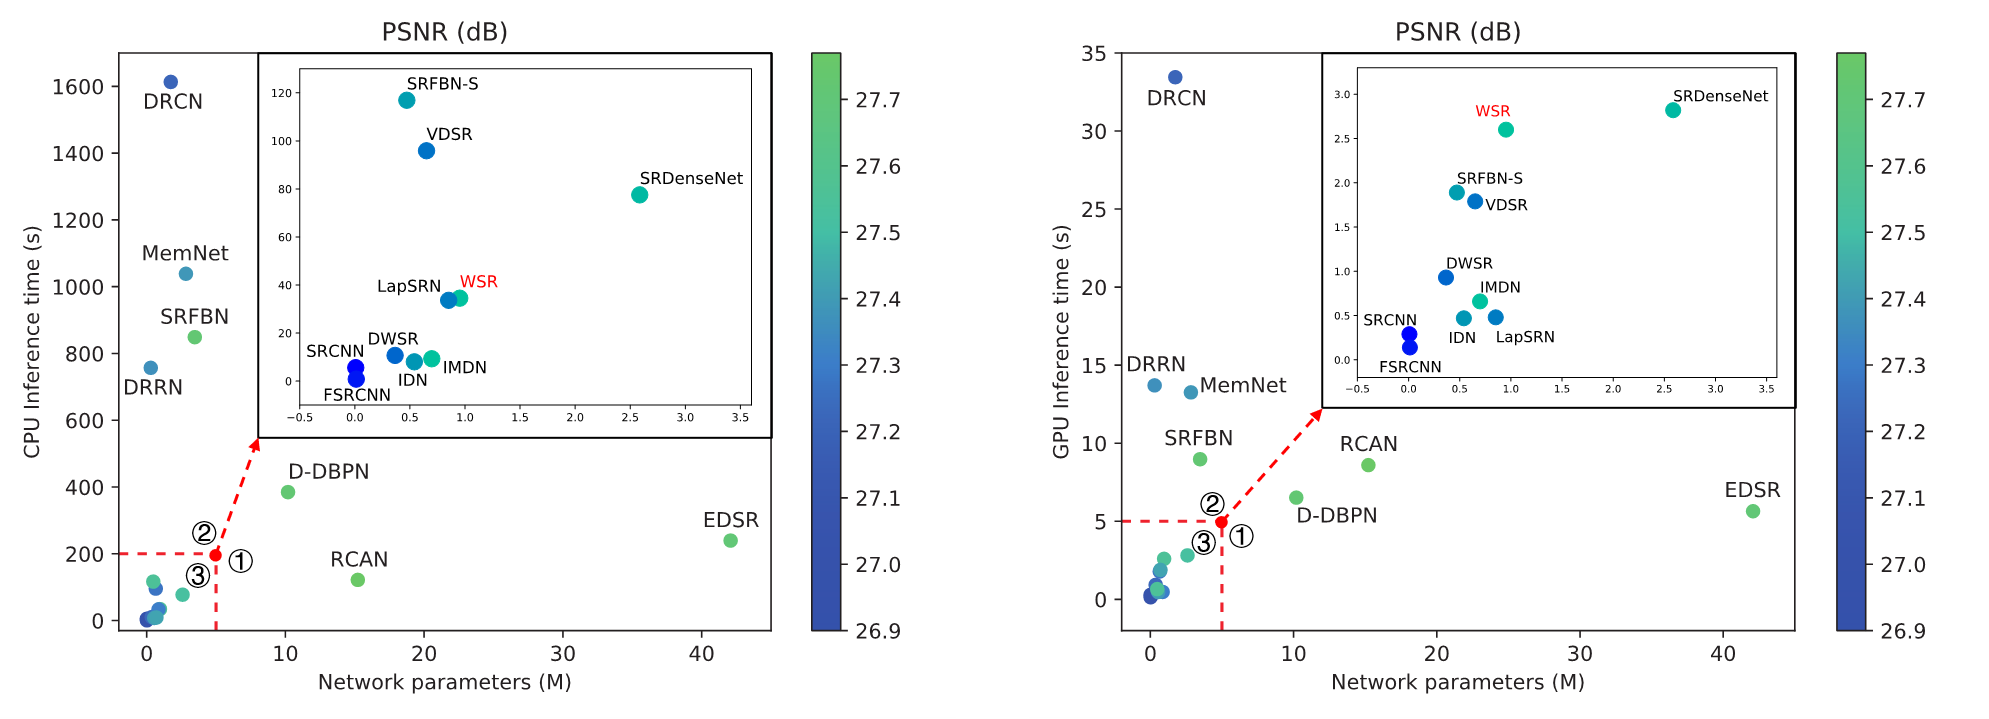 PSNR (dB)
1600
1400
1200
1000
800
600
400
200
0
CPU Inference time (s)
DRCN
MemNet
SRFBN
DRRN
120
100
80
60
40
20
0
SRFBN-S
VDSR
SRDenseNet
LapSRN
WSR
DWSR
SRCNN
IMDN
IDN
FSRCNN
−0.5
0.0
0.5
1.0
1.5
2.0
2.5
3.0
3.5
D-DBPN
EDSR
RCAN
②
①
③
0
10
20
30
40
Network parameters (M)
27.7
27.6
27.5
27.4
27.3
27.2
27.1
27.0
26.9
PSNR (dB)
35
30
25
20
15
10
5
0
GPU Inference time (s)
DRCN
DRRN
MemNet
SRFBN
3.0
2.5
2.0
1.5
1.0
0.5
0.0
SRDenseNet
WSR
SRFBN-S
VDSR
DWSR
IMDN
SRCNN
IDN
LapSRN
FSRCNN
−0.5
0.0
0.5
1.0
1.5
2.0
2.5
3.0
3.5
RCAN
EDSR
D-DBPN
②
①
③
0
10
20
30
40
Network parameters (M)
27.7
27.6
27.5
27.4
27.3
27.2
27.1
27.0
26.9